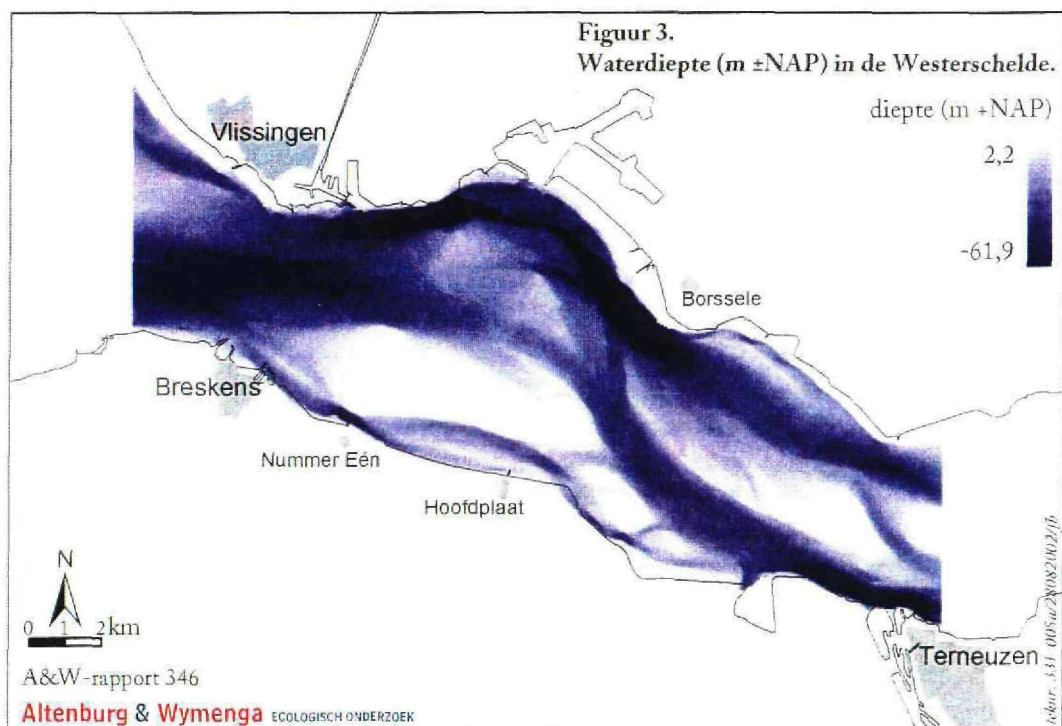 Figuur 3.
Waterdiepte (m ±NAP) in de Westerschelde.
diepte (m +NAP)
2,2
-61,9
Vlissingen
Borssele
Breskens
Nummer Eén
Hoofdplaat
Terneuzen
N
0 1 2 km
A&W-rapport 346
Altenburg & Wymenga ECOLOGISCH ONDERZOEK